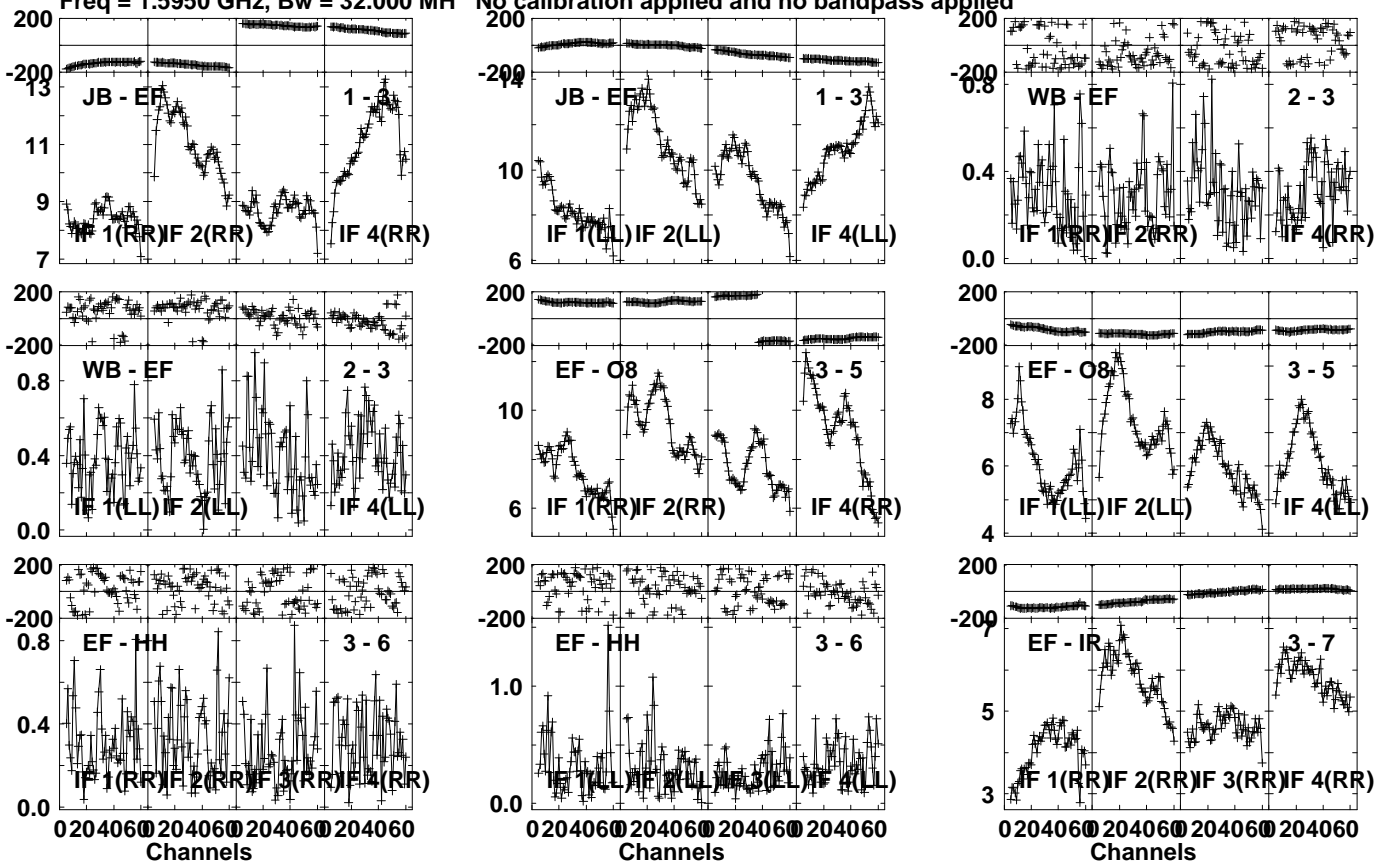 Freq = 1.5950 GHz, Bw = 32.000 MH No calibration applied and no bandpass applied
200
-200
13
11
9
7
JB - EF 1 - 3
IF 1(RR) IF 2(RR) IF 4(RR)
14
10
6
JB - EF 1 - 3
IF 1(LL) IF 2(LL) IF 4(LL)
0.8
0.4
0.0
WB - EF 2 - 3
IF 1(RR) IF 2(RR) IF 4(RR)
200
-200
0.8
0.4
0.0
WB - EF 2 - 3
IF 1(LL) IF 2(LL) IF 4(LL)
200
-200
10
6
EF - O8 3 - 5
IF 1(RR) IF 2(RR) IF 4(RR)
200
-200
8
6
4
EF - O8 3 - 5
IF 1(LL) IF 2(LL) IF 4(LL)
200
-200
0.8
0.4
0.0
EF - HH 3 - 6
IF 1(RR) IF 2(RR) IF 3(RR) IF 4(RR)
0 20 40 60 0 20 40 60 0 20 40 60 0 20 40 60
Channels
200
-200
1.0
0.0
EF - HH 3 - 6
IF 1(LL) IF 2(LL) IF 3(LL) IF 4(LL)
0 20 40 60 0 20 40 60 0 20 40 60 0 20 40 60
Channels
200
-200
7
5
3
EF - IR 3 - 7
IF 1(RR) IF 2(RR) IF 3(RR) IF 4(RR)
0 20 40 60 0 20 40 60 0 20 40 60 0 20 40 60
Channels